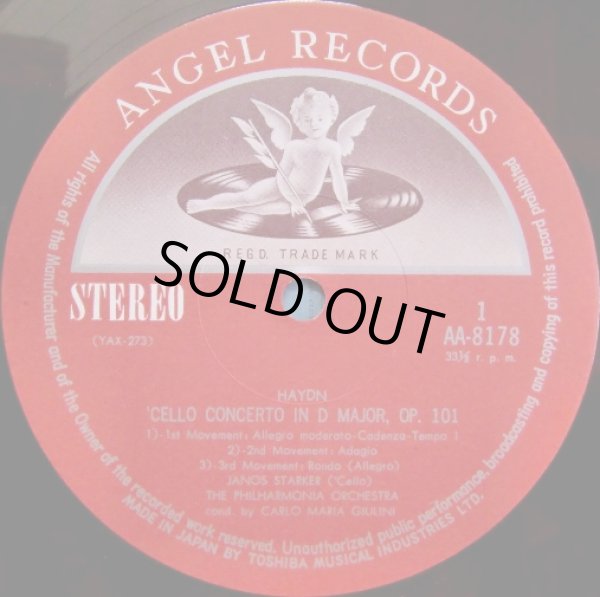 ANGEL RECORDS
REGD. TRADE MARK
STEREO
(YAX-273)
1
AA-8178
33⅓ r. p. m.
SOLD OUT
HAYDN
'CELLO CONCERTO IN D MAJOR, OP. 101
1)-1st Movement: Allegro moderato-Cadenza-Tempo I
2)-2nd Movement: Adagio
3)-3rd Movement: Rondo (Allegro)
JANOS STARKER ('Cello)
THE PHILHARMONIA ORCHESTRA
cond. by CARLO MARIA GIULINI
All rights of the Manufacturer and of the Owner of the recorded work reserved. Unauthorized public performance, broadcasting and copying of this record prohibited
MADE IN JAPAN BY TOSHIBA MUSICAL INDUSTRIES LTD.